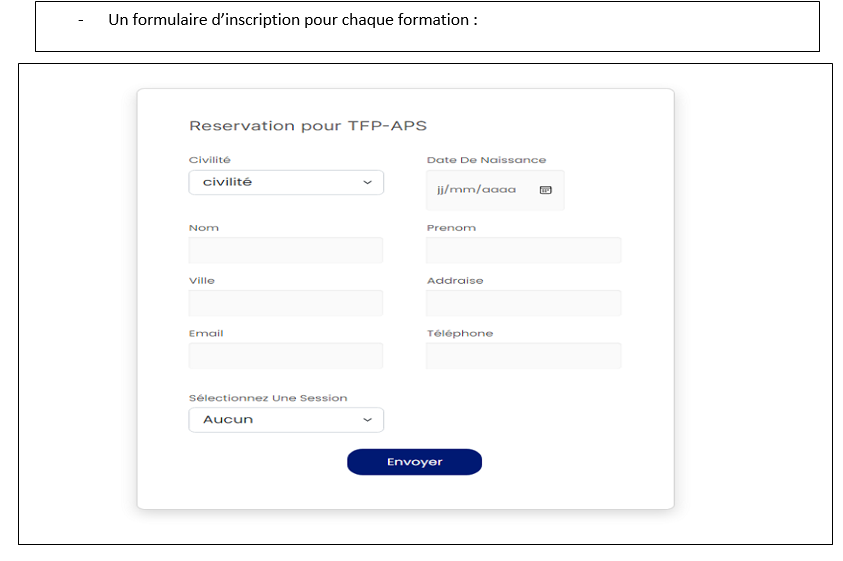 - Un formulaire d’inscription pour chaque formation :
Reservation pour TFP-APS
Civilité Date De Naissance
civilité jj/mm/aaaa
Nom Prenom
Ville Addraise
Email Téléphone
Sélectionnez Une Session
Aucun
Envoyer